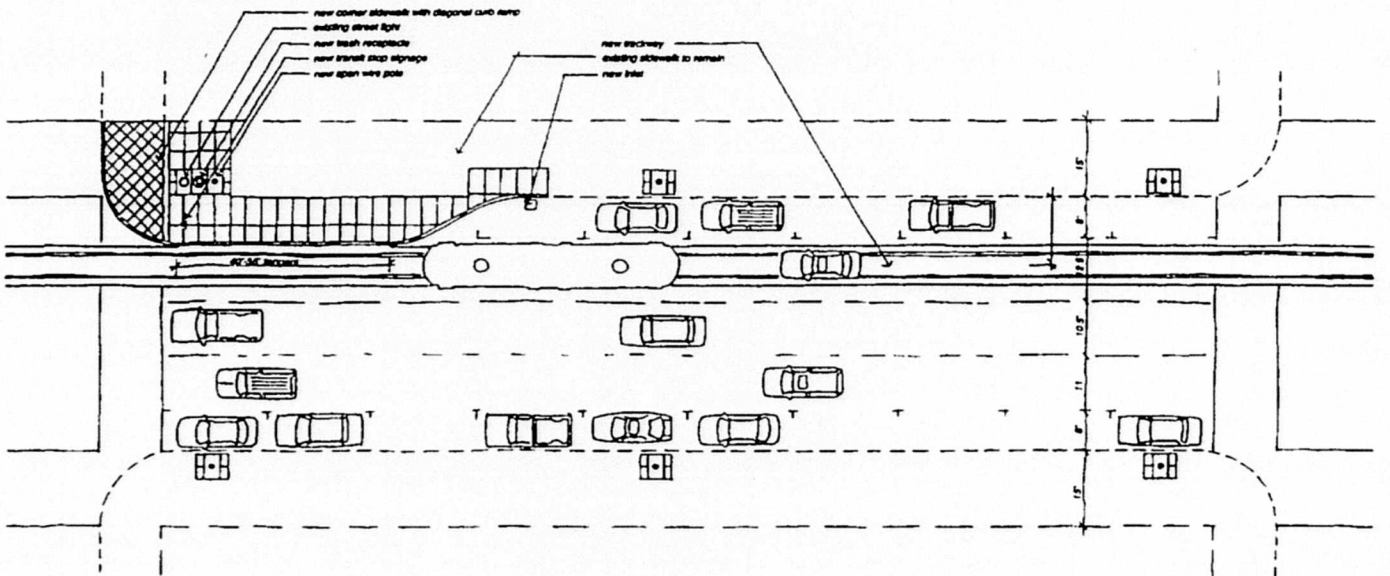 new corner sidewalk with diagonal curb ramp
existing street light
new trash receptacle
new transit stop signage
new span wire pole
new trackway
existing sidewalk to remain
new inlet
15'
8'
10.5'
11
8'
15'